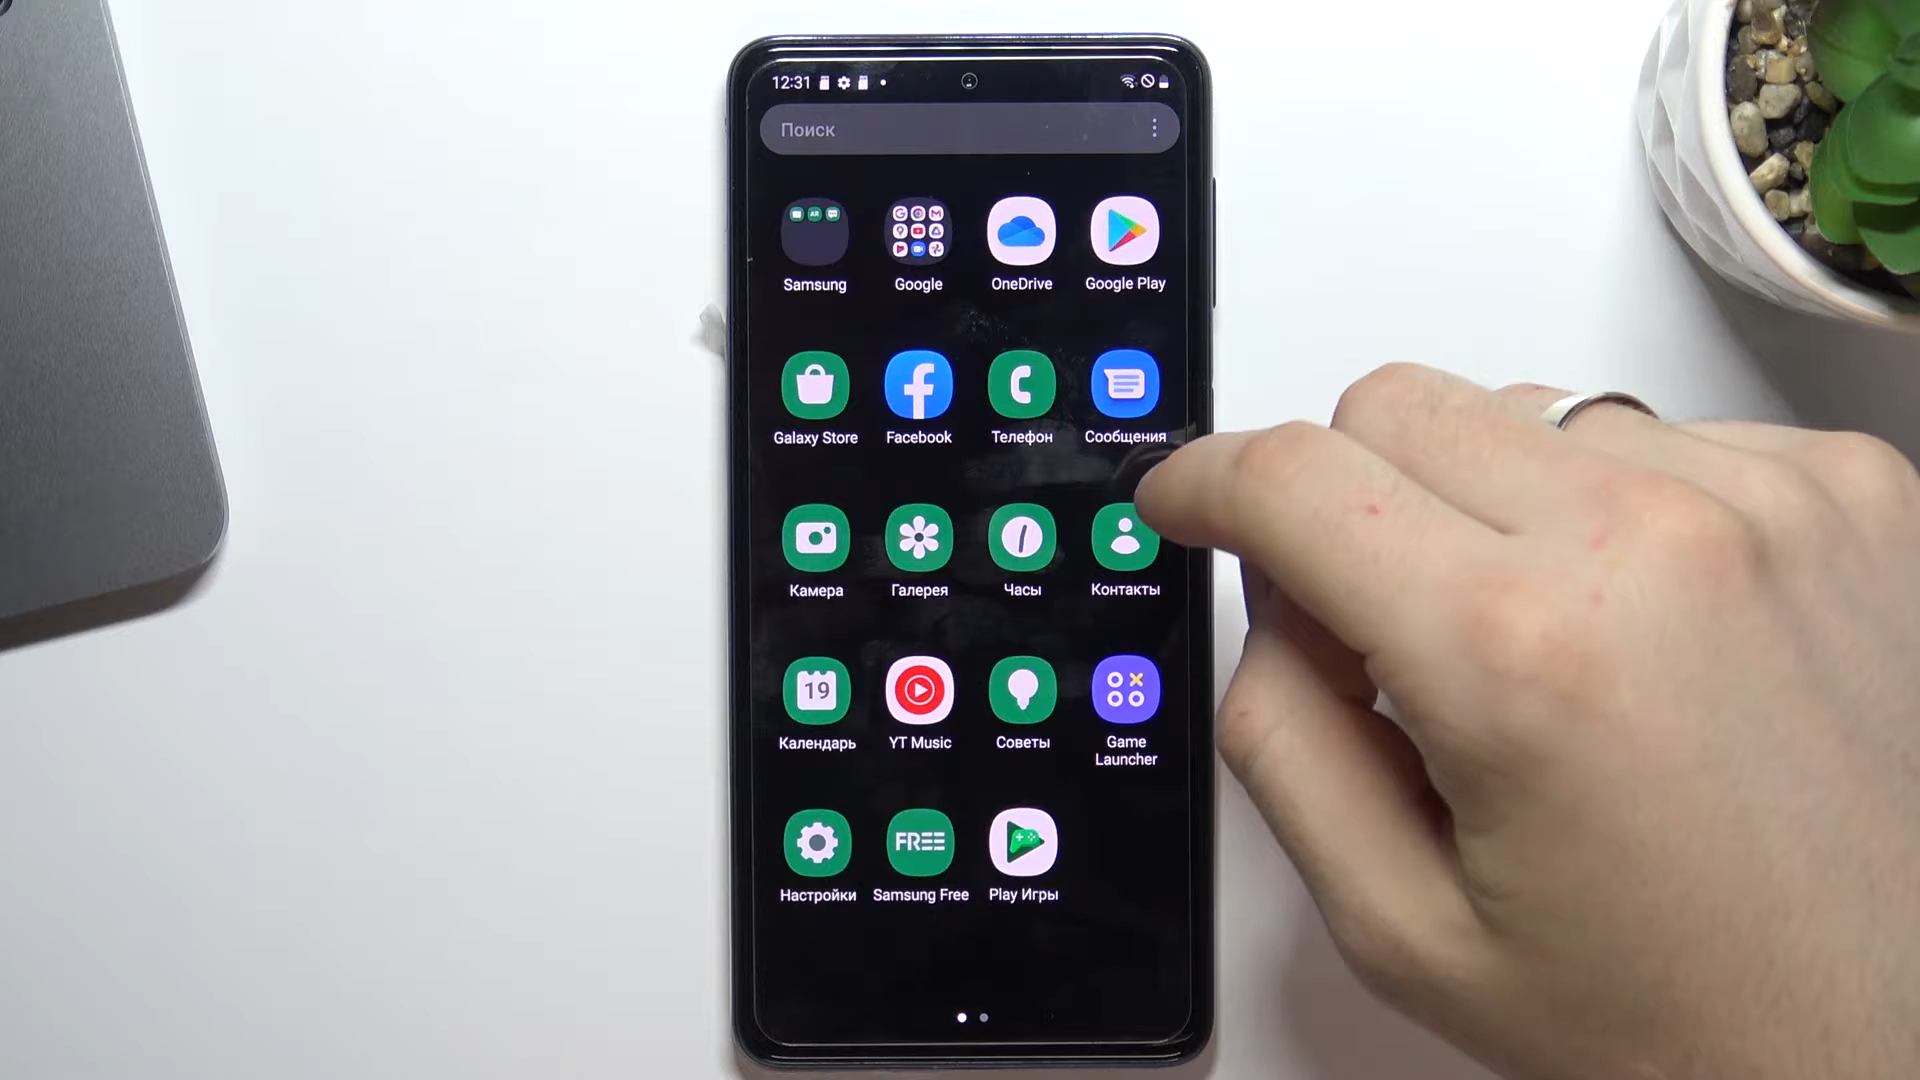 12:31
Поиск
Samsung
Google
OneDrive
Google Play
Galaxy Store
Facebook
Телефон
Сообщения
Камера
Галерея
Часы
Контакты
19
Календарь
YT Music
Советы
Game
Launcher
Настройки
FREE
Samsung Free
Play Игры